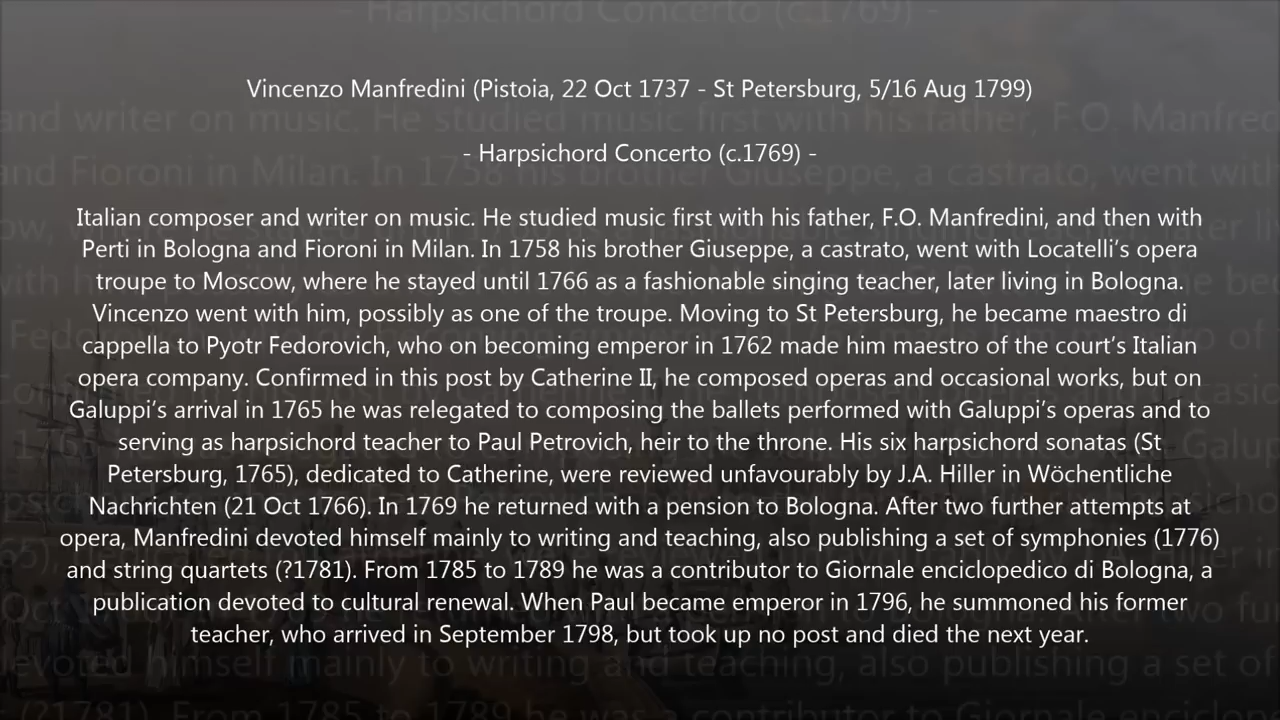 Vincenzo Manfredini (Pistoia, 22 Oct 1737 - St Petersburg, 5/16 Aug 1799)
- Harpsichord Concerto (c.1769) -
Italian composer and writer on music. He studied music first with his father, F.O. Manfredini, and then with
Perti in Bologna and Fioroni in Milan. In 1758 his brother Giuseppe, a castrato, went with Locatelli's opera
troupe to Moscow, where he stayed until 1766 as a fashionable singing teacher, later living in Bologna.
Vincenzo went with him, possibly as one of the troupe. Moving to St Petersburg, he became maestro di
cappella to Pyotr Fedorovich, who on becoming emperor in 1762 made him maestro of the court's Italian
opera company. Confirmed in this post by Catherine II, he composed operas and occasional works, but on
Galuppi's arrival in 1765 he was relegated to composing the ballets performed with Galuppi's operas and to
serving as harpsichord teacher to Paul Petrovich, heir to the throne. His six harpsichord sonatas (St
Petersburg, 1765), dedicated to Catherine, were reviewed unfavourably by J.A. Hiller in Wöchentliche
Nachrichten (21 Oct 1766). In 1769 he returned with a pension to Bologna. After two further attempts at
opera, Manfredini devoted himself mainly to writing and teaching, also publishing a set of symphonies (1776)
and string quartets (?1781). From 1785 to 1789 he was a contributor to Giornale enciclopedico di Bologna, a
publication devoted to cultural renewal. When Paul became emperor in 1796, he summoned his former
teacher, who arrived in September 1798, but took up no post and died the next year.